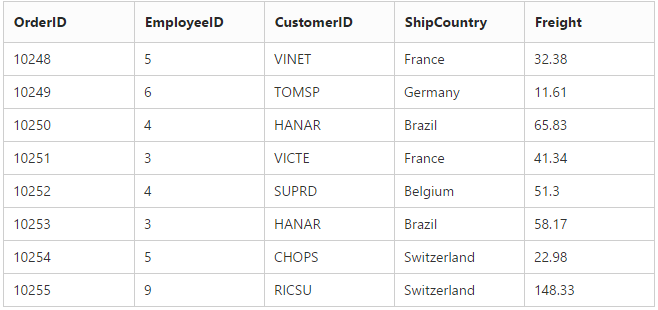 OrderID EmployeeID CustomerID ShipCountry Freight
10248 5 VINET France 32.38
10249 6 TOMSP Germany 11.61
10250 4 HANAR Brazil 65.83
10251 3 VICTE France 41.34
10252 4 SUPRD Belgium 51.3
10253 3 HANAR Brazil 58.17
10254 5 CHOPS Switzerland 22.98
10255 9 RICSU Switzerland 148.33